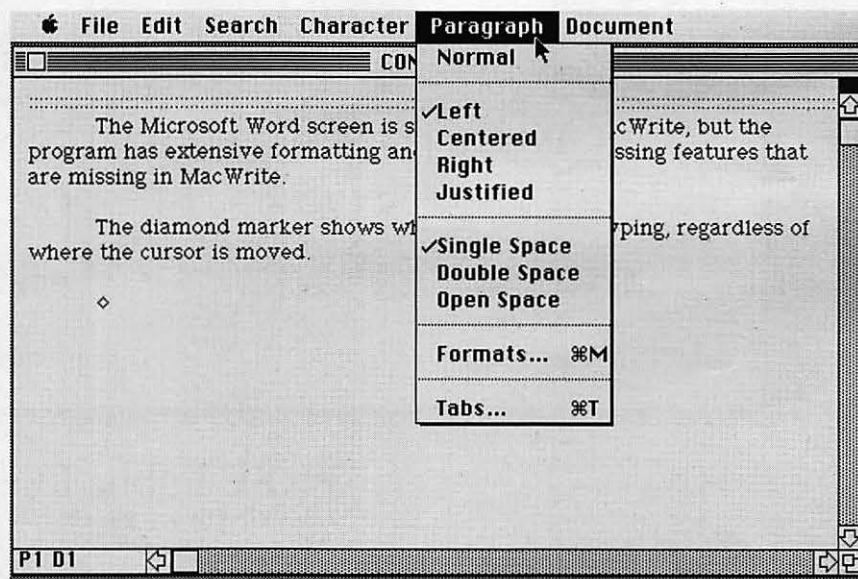 File Edit Search Character Paragraph Document
CON
Normal
✓Left
Centered
Right
Justified
✓Single Space
Double Space
Open Space
Formats... ⌘M
Tabs... ⌘T
The Microsoft Word screen is s cWrite, but the
program has extensive formatting an ssing features that
are missing in MacWrite.
The diamond marker shows wh yping, regardless of
where the cursor is moved.
P1 D1